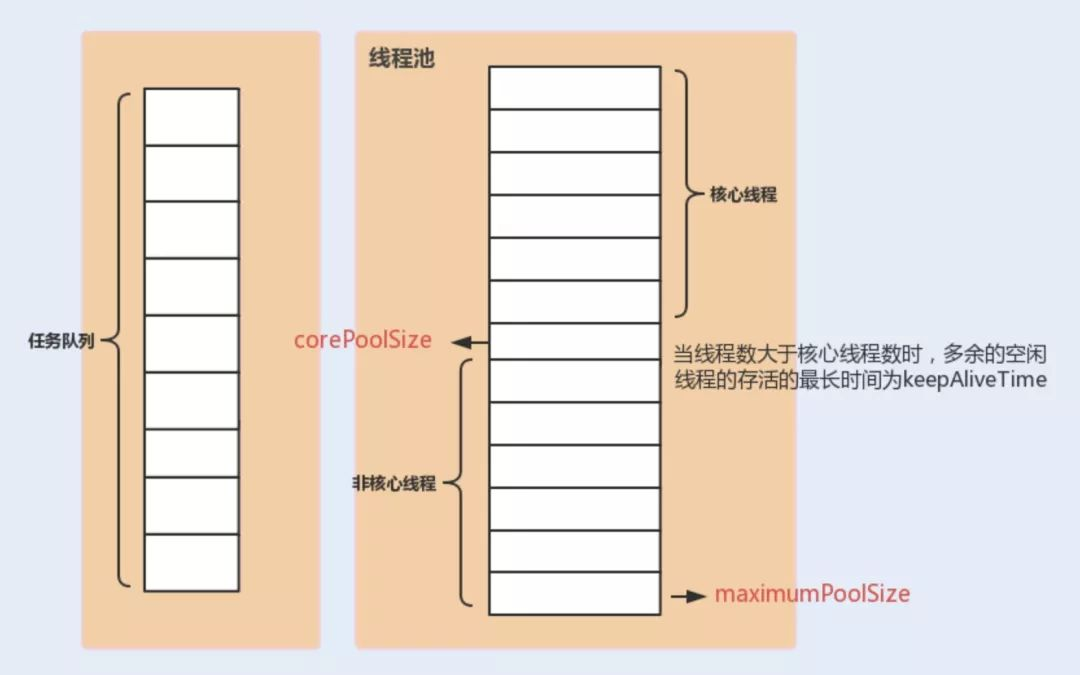 线程池
核心线程
任务队列
corePoolSize
当线程数大于核心线程数时，多余的空闲
线程的存活的最长时间为keepAliveTime
非核心线程
maximumPoolSize